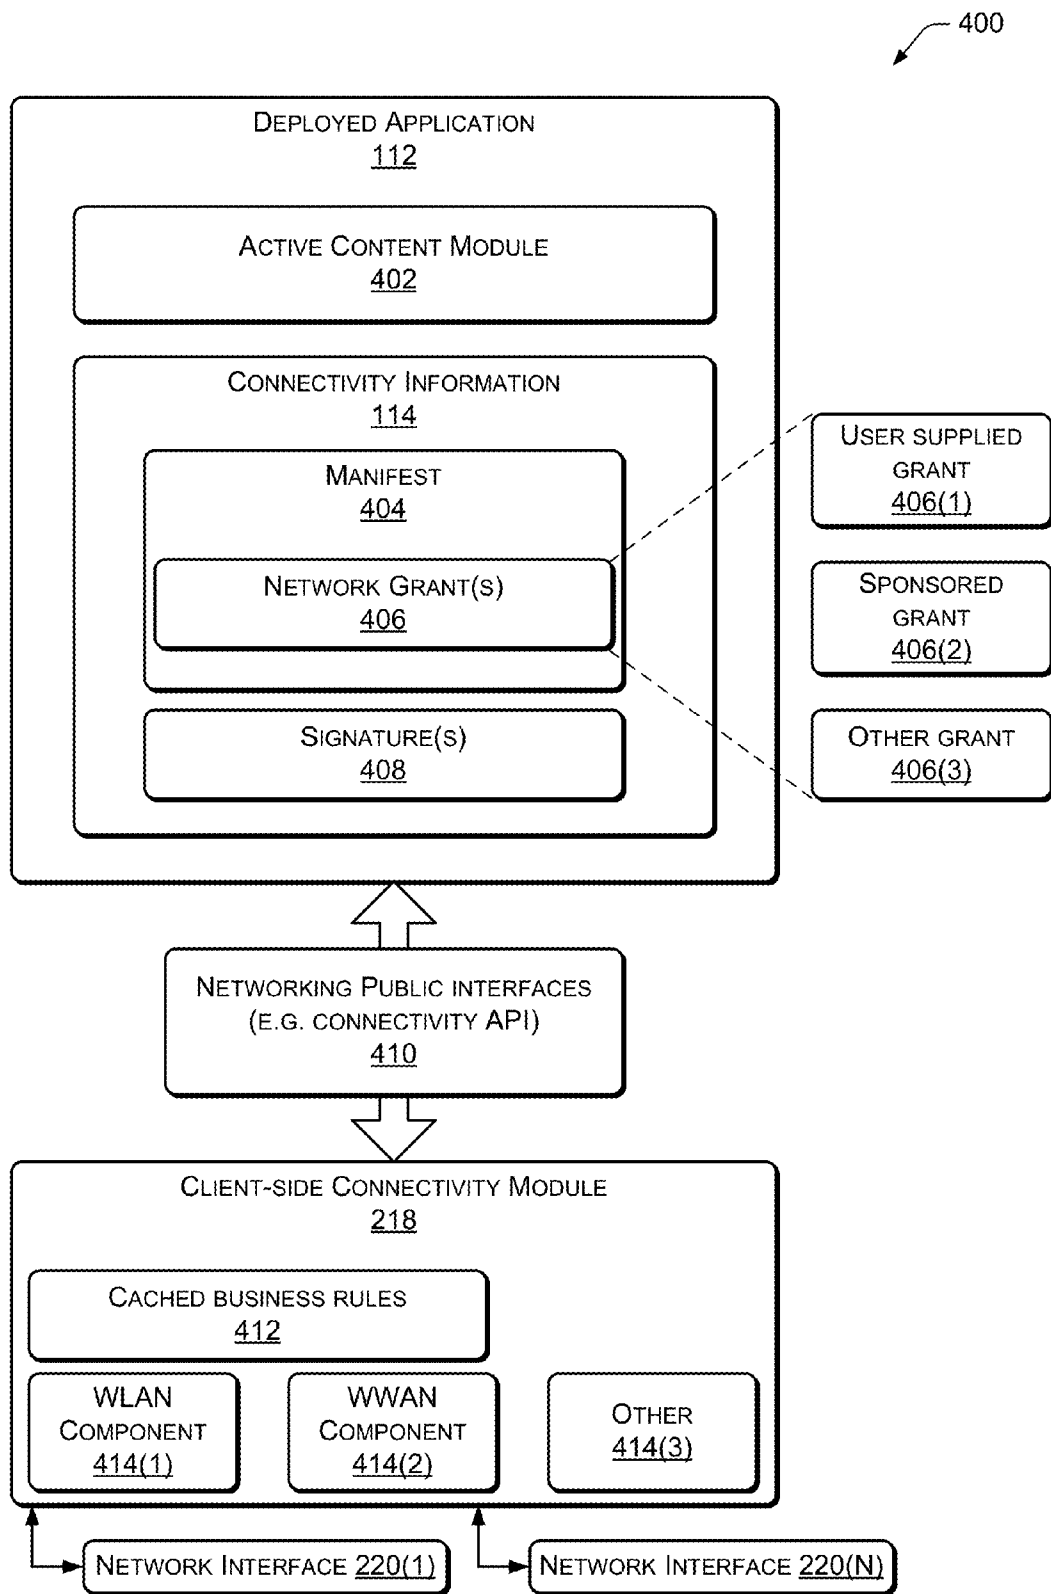 400
DEPLOYED APPLICATION
112
ACTIVE CONTENT MODULE
402
CONNECTIVITY INFORMATION
114
MANIFEST
404
NETWORK GRANT(S)
406
SIGNATURE(S)
408
USER SUPPLIED
GRANT
406(1)
SPONSORED
GRANT
406(2)
OTHER GRANT
406(3)
NETWORKING PUBLIC INTERFACES
(E.G. CONNECTIVITY API)
410
CLIENT-SIDE CONNECTIVITY MODULE
218
CACHED BUSINESS RULES
412
WLAN
COMPONENT
414(1)
WWAN
COMPONENT
414(2)
OTHER
414(3)
NETWORK INTERFACE 220(1)
NETWORK INTERFACE 220(N)